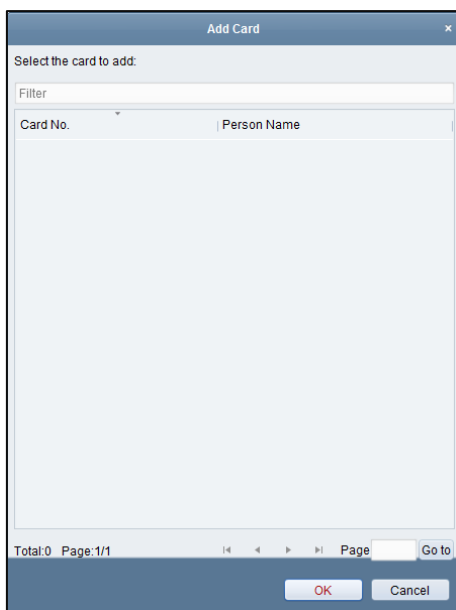 Add Card ×
Select the card to add:
Filter
Card No. Person Name
Total:0 Page:1/1 Page Go to
OK Cancel